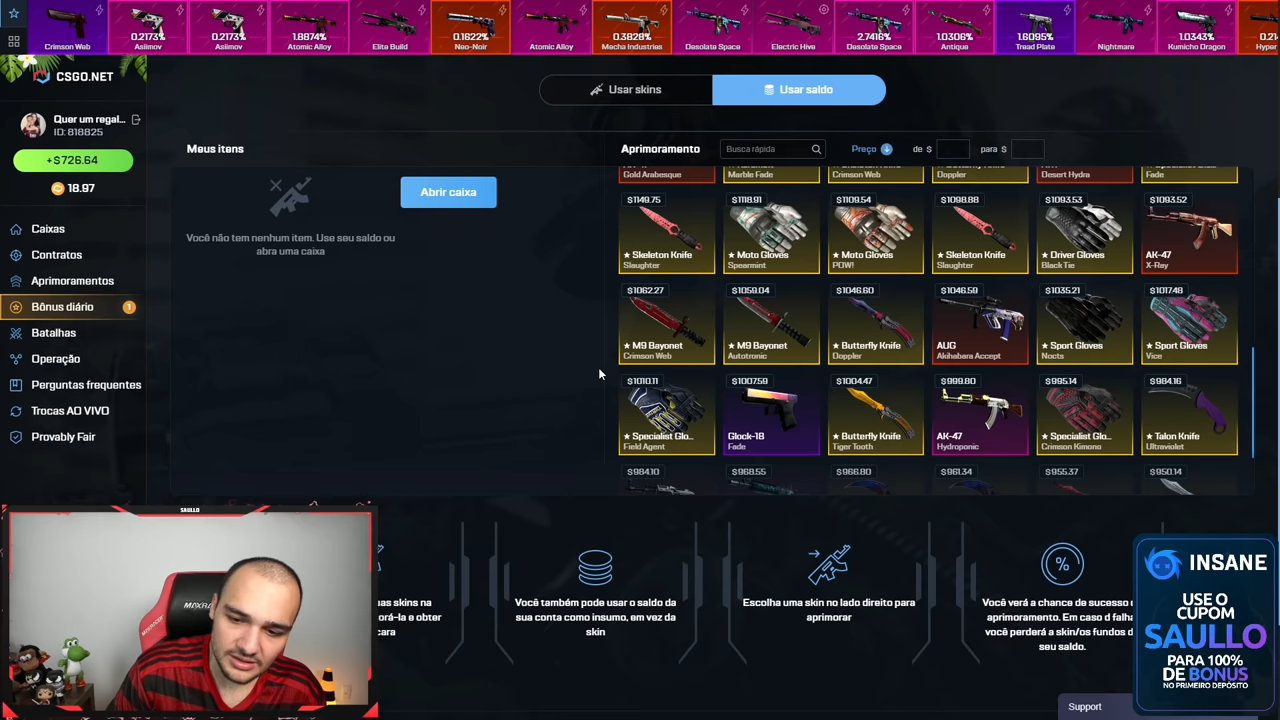 Crimson Web
0.2173%
Asiimov
0.2173%
Asiimov
1.8874%
Atomic Alloy
Elite Build
0.1622%
Neo-Noir
Atomic Alloy
0.3828%
Mecha Industries
Desolate Space
Electric Hive
2.7416%
Desolate Space
1.0306%
Antique
1.6095%
Tread Plate
Nightmare
1.0343%
Kumicho Dragon
0.21
Hyper
CSGO.NET
Quer um regal...
ID: 818825
+$726.64
18.97
Caixas
Contratos
Aprimoramentos
Bônus diário
1
Batalhas
Operação
Perguntas frequentes
Trocas AO VIVO
Provably Fair
Usar skins
Usar saldo
Meus itens
Abrir caixa
Você não tem nenhum item. Use seu saldo ou
abra uma caixa
Aprimoramento
Busca rápida
Preço
de $
para $
Gold Arabesque
Marble Fade
Crimson Web
Doppler
Desert Hydra
Fade
$1149.75
★ Skeleton Knife
Slaughter
$1118.91
★ Moto Gloves
Spearmint
$1109.54
★ Moto Gloves
POW!
$1098.88
★ Skeleton Knife
Slaughter
$1093.53
★ Driver Gloves
Black Tie
$1093.52
AK-47
X-Ray
$1062.27
★ M9 Bayonet
Crimson Web
$1059.04
★ M9 Bayonet
Autotronic
$1046.60
★ Butterfly Knife
Doppler
$1046.59
AUG
Akihabara Accept
$1035.21
★ Sport Gloves
Nocts
$1017.48
★ Sport Gloves
Vice
$1010.11
★ Specialist Glo...
Field Agent
$1007.59
Glock-18
Fade
$1004.47
★ Butterfly Knife
Tiger Tooth
$999.80
AK-47
Hydroponic
$995.14
★ Specialist Glo...
Crimson Kimono
$984.16
★ Talon Knife
Ultraviolet
$984.10
$968.55
$966.80
$961.34
$955.37
$950.14
SAULLO
MAXRA
uas skins na
orá-la e obter
cara
Você também pode usar o saldo da
sua conta como insumo, em vez da
skin
Escolha uma skin no lado direito para
aprimorar
%
Você verá a chance de sucesso
aprimoramento. Em caso d falha
você perderá a skin/os fundos d
seu saldo.
INSANE
USE O
CUPOM
SAULLO
PARA 100%
DE BONUS
NO PRIMEIRO DEPÓSITO
Support